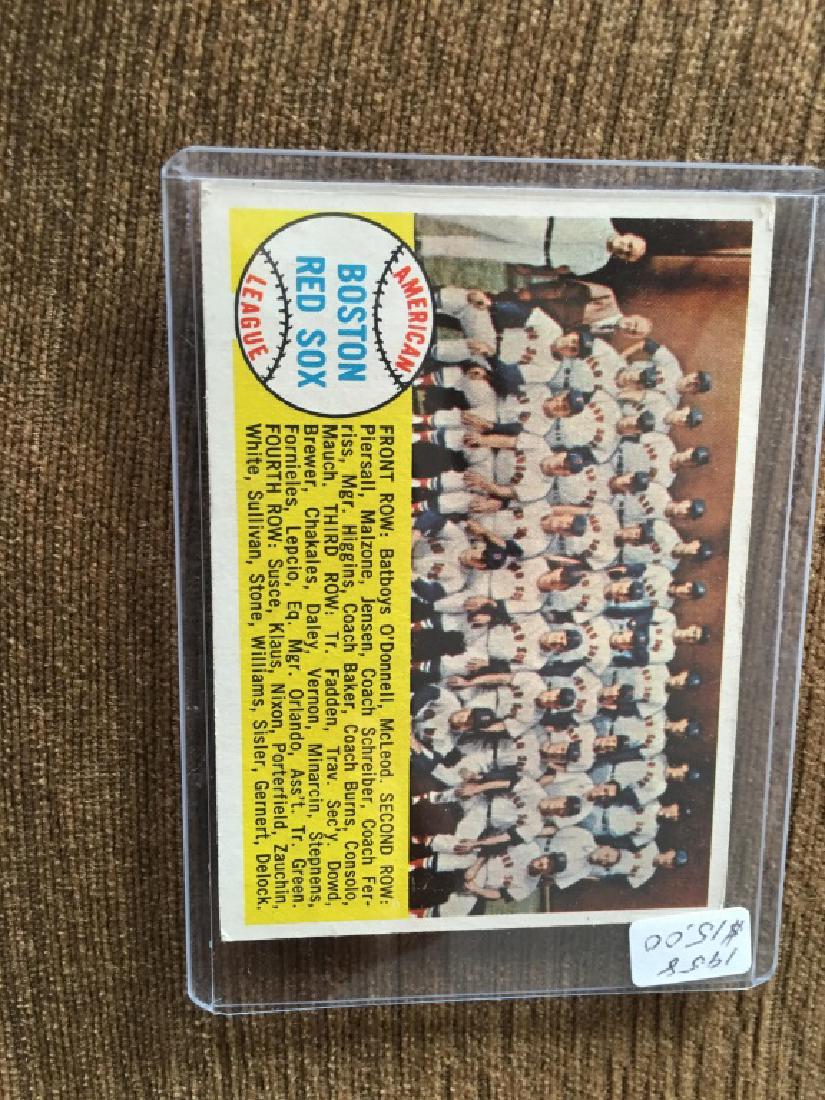 AMERICAN
BOSTON
RED SOX
LEAGUE
FRONT ROW: Batboys O'Donnell, McLeod. SECOND ROW:
Piersall, Malzone, Jensen, Coach Schreiber, Coach Fer-
riss, Mgr. Higgins, Coach Baker, Coach Burns, Consolo,
Mauch. THIRD ROW: Tr. Fadden, Trav. Sec'y. Dowd,
Brewer, Chakales, Daley, Vernon, Minarcin, Stephens,
Fornieles, Lepcio, Eq. Mgr. Orlando, Ass't. Tr. Green.
FOURTH ROW: Susce, Klaus, Nixon, Porterfield, Zauchin,
White, Sullivan, Stone, Williams, Sisler, Gernert, Delock.
1958
$15.00